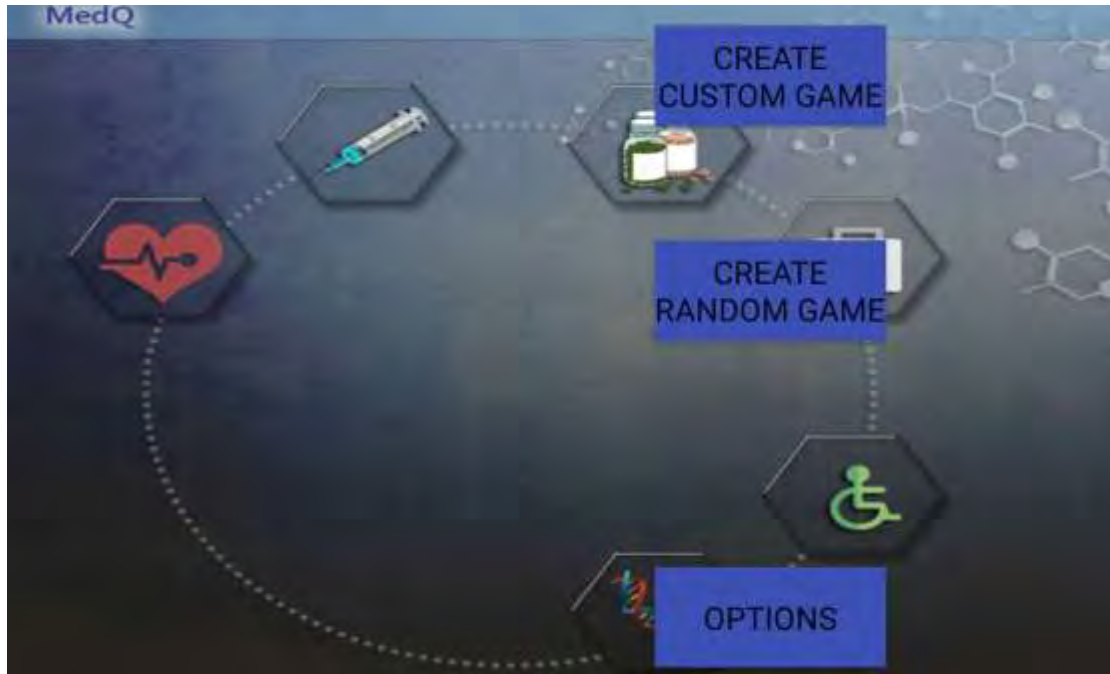 MedQ
CREATE
CUSTOM GAME
CREATE
RANDOM GAME
OPTIONS